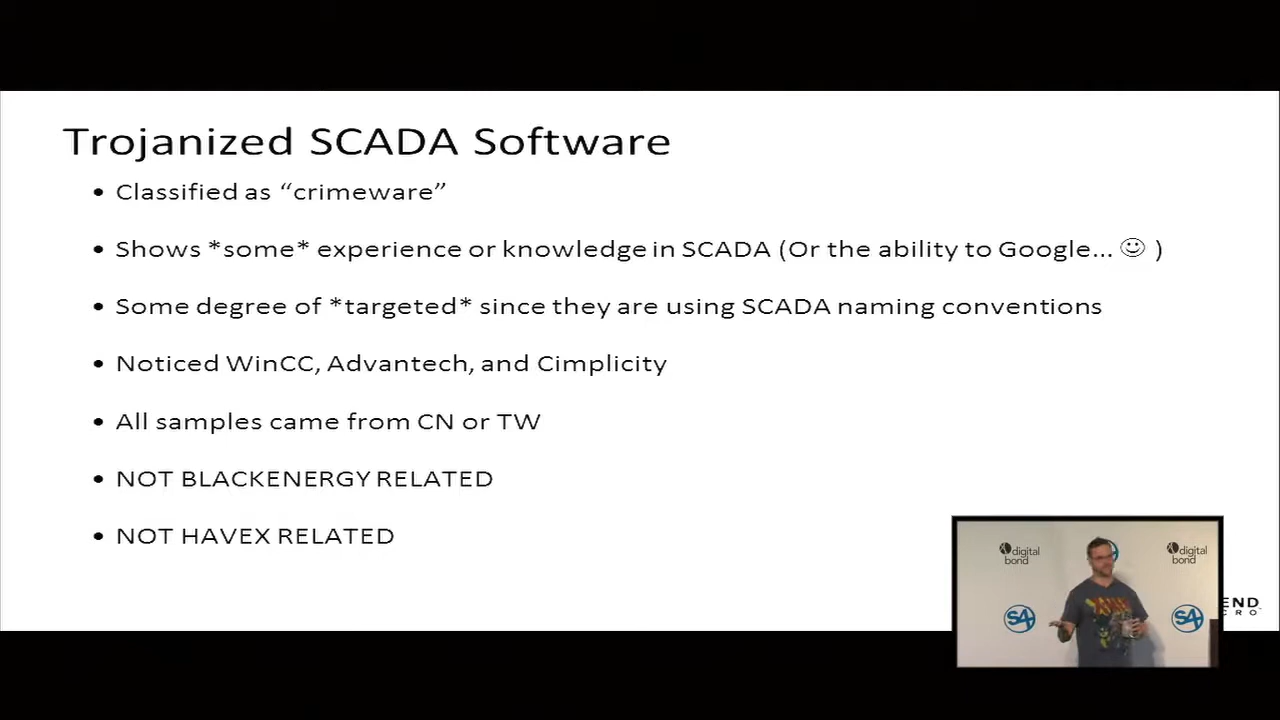 Trojanized SCADA Software
• Classified as “crimeware”
• Shows *some* experience or knowledge in SCADA (Or the ability to Google... ☺ )
• Some degree of *targeted* since they are using SCADA naming conventions
• Noticed WinCC, Advantech, and Cimplicity
• All samples came from CN or TW
• NOT BLACKENERGY RELATED
• NOT HAVEX RELATED
digital bond
digital bond
S4
S4
END
CRO